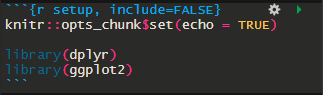 ```{r setup, include=FALSE}
knitr::opts_chunk$set(echo = TRUE)
library(dplyr)
library(ggplot2)
```